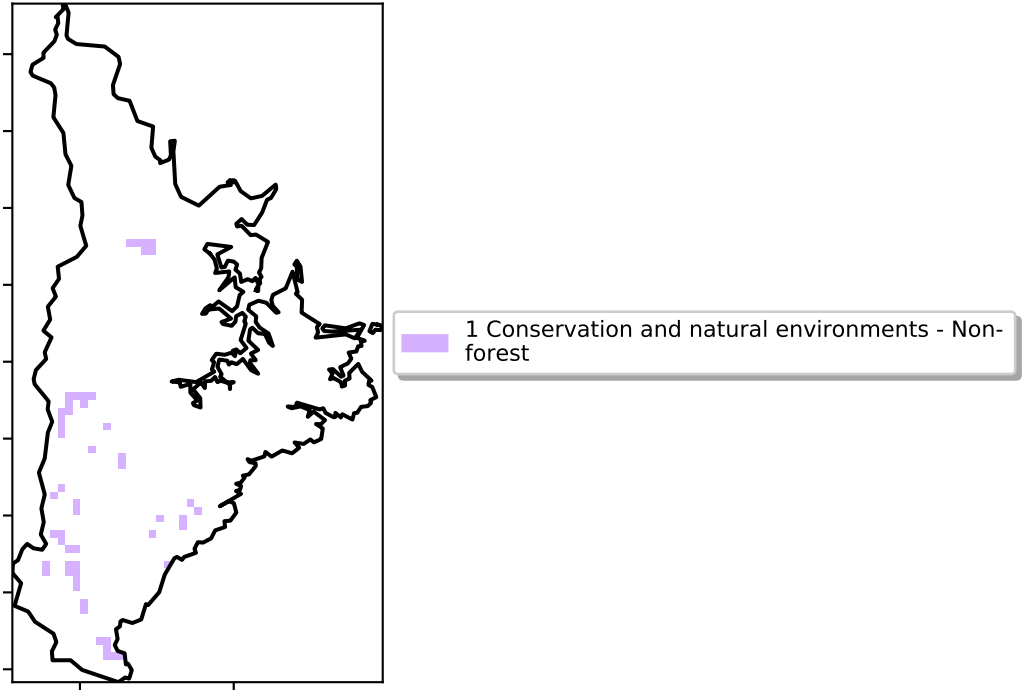 1 Conservation and natural environments - Non-
forest